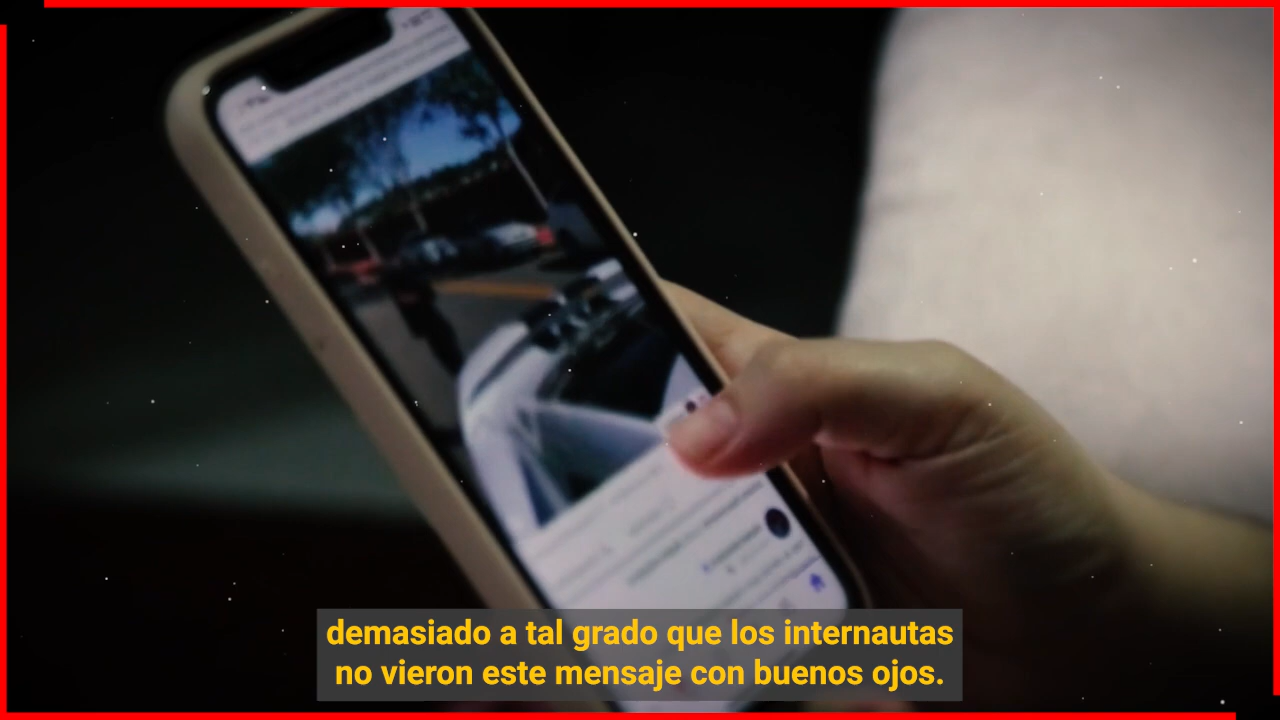 demasiado a tal grado que los internautas
no vieron este mensaje con buenos ojos.